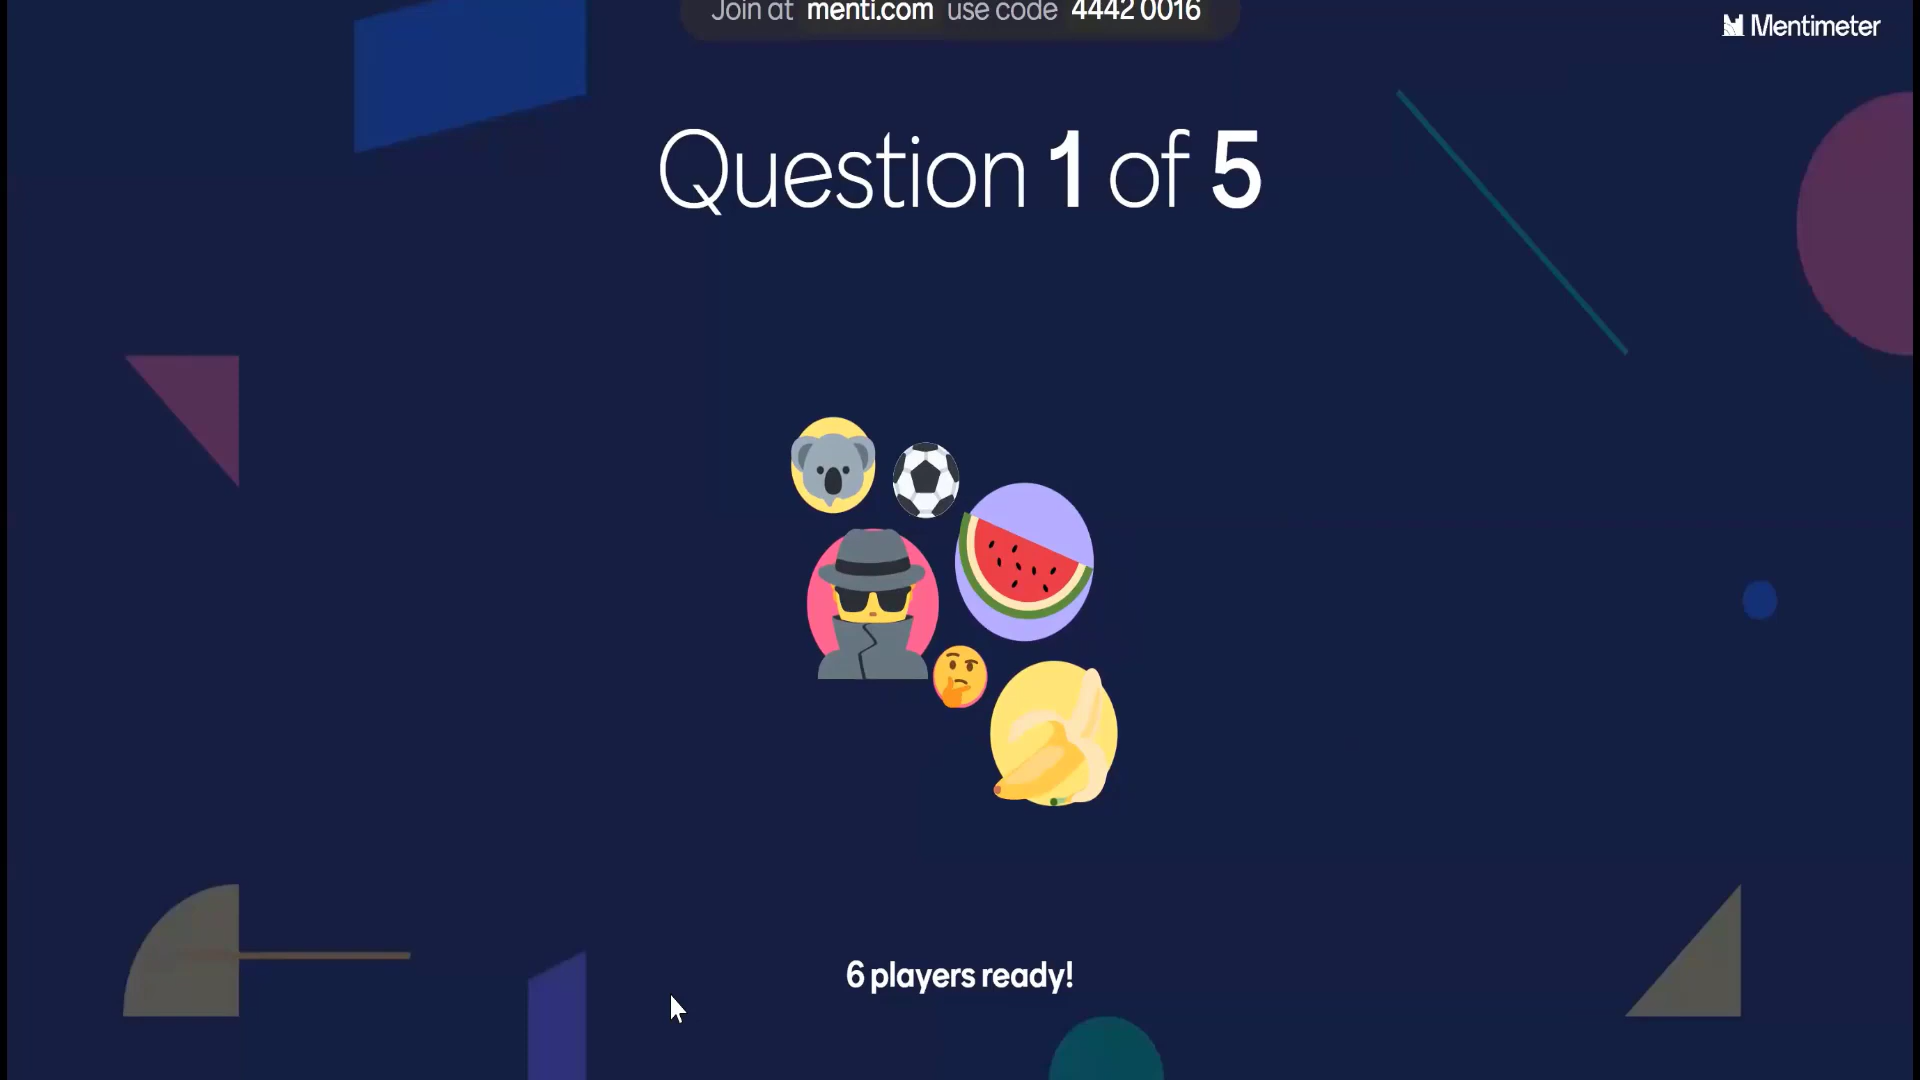 Join at menti.com use code 4442 0016
Mentimeter
Question 1 of 5
6 players ready!